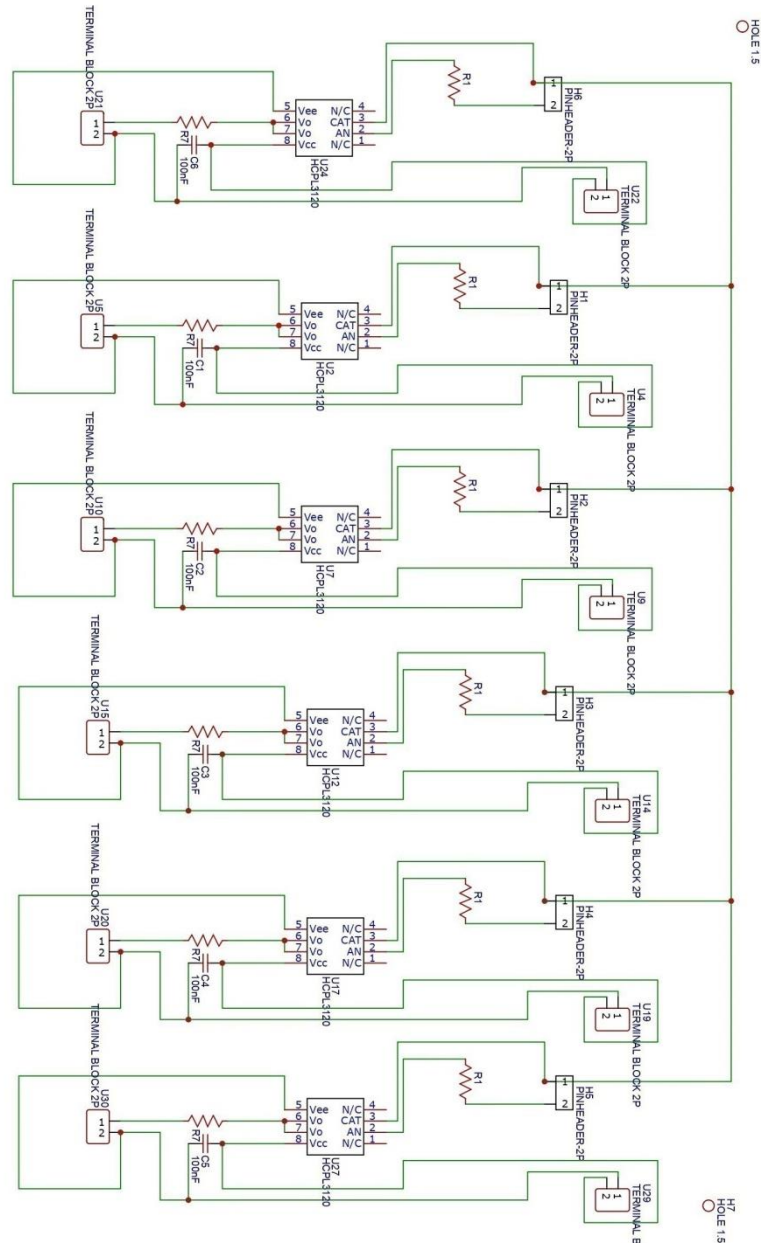 HOLE 1.5
TERMINAL BLOCK 2P
U21
1
2
R7
C6
100nF
5 Vee N/C 4
6 Vo CAT 3
7 Vo AN 2
8 Vcc N/C 1
U24
HCPL3120
R1
H6
PINHEADER-2P
1
2
U22
TERMINAL BLOCK 2P
1
2
TERMINAL BLOCK 2P
U5
1
2
R7
C1
100nF
5 Vee N/C 4
6 Vo CAT 3
7 Vo AN 2
8 Vcc N/C 1
U2
HCPL3120
R1
H1
PINHEADER-2P
1
2
U4
TERMINAL BLOCK 2P
1
2
TERMINAL BLOCK 2P
U10
1
2
R7
C2
100nF
5 Vee N/C 4
6 Vo CAT 3
7 Vo AN 2
8 Vcc N/C 1
U7
HCPL3120
R1
H2
PINHEADER-2P
1
2
U9
TERMINAL BLOCK 2P
1
2
TERMINAL BLOCK 2P
U15
1
2
R7
C3
100nF
5 Vee N/C 4
6 Vo CAT 3
7 Vo AN 2
8 Vcc N/C 1
U12
HCPL3120
R1
H3
PINHEADER-2P
1
2
U14
TERMINAL BLOCK 2P
1
2
TERMINAL BLOCK 2P
U20
1
2
R7
C4
100nF
5 Vee N/C 4
6 Vo CAT 3
7 Vo AN 2
8 Vcc N/C 1
U17
HCPL3120
R1
H4
PINHEADER-2P
1
2
U19
TERMINAL BLOCK 2P
1
2
TERMINAL BLOCK 2P
U30
1
2
R7
C5
100nF
5 Vee N/C 4
6 Vo CAT 3
7 Vo AN 2
8 Vcc N/C 1
U27
HCPL3120
R1
H5
PINHEADER-2P
1
2
U29
TERMINAL B
1
2
H7
HOLE 1.5